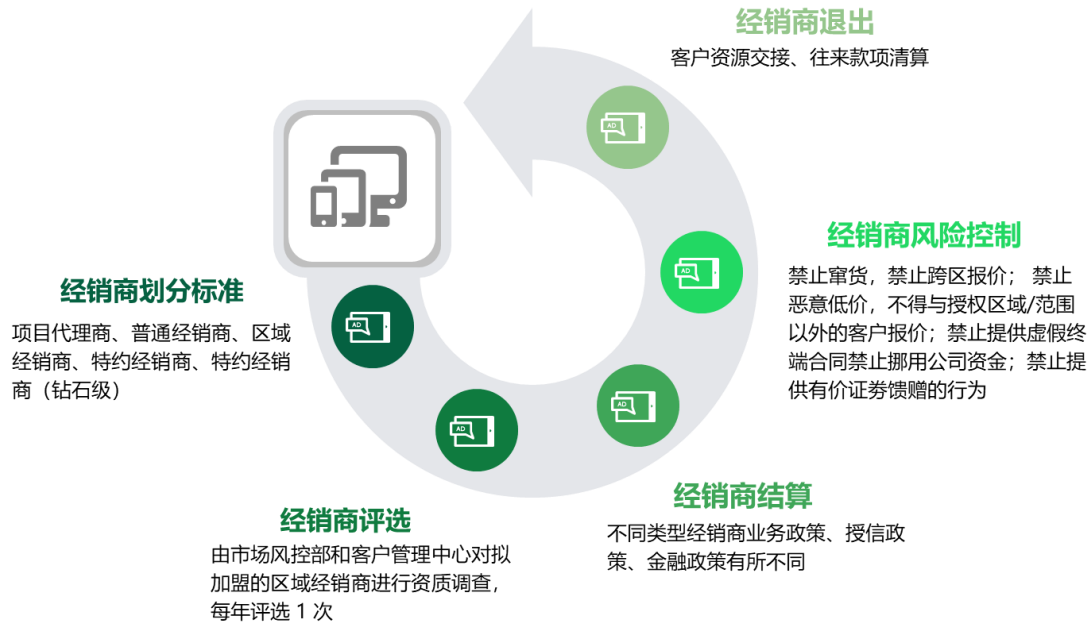 经销商退出
客户资源交接、往来款项清算
经销商风险控制
禁止窜货，禁止跨区报价； 禁止
恶意低价，不得与授权区域/范围
以外的客户报价；禁止提供虚假终
端合同禁止挪用公司资金；禁止提
供有价证券馈赠的行为
经销商划分标准
项目代理商、普通经销商、区域
经销商、特约经销商、特约经销
商（钻石级）
经销商结算
不同类型经销商业务政策、授信政
策、金融政策有所不同
经销商评选
由市场风控部和客户管理中心对拟
加盟的区域经销商进行资质调查，
每年评选 1 次
AD
AD
AD
AD
AD